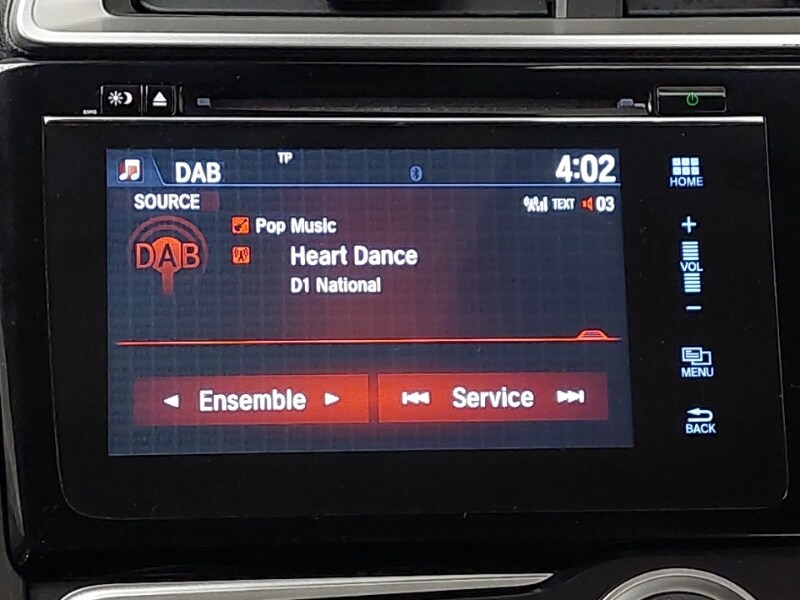 DAB TP 4:02
SOURCE
TEXT 03
DAB
Pop Music
Heart Dance
D1 National
Ensemble
Service
HOME
+
VOL
−
MENU
BACK